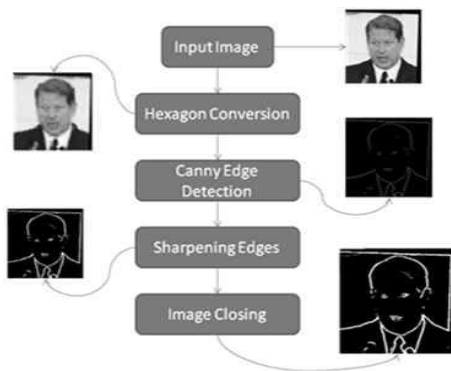 Input Image
Hexagon Conversion
Canny Edge
Detection
Sharpening Edges
Image Closing